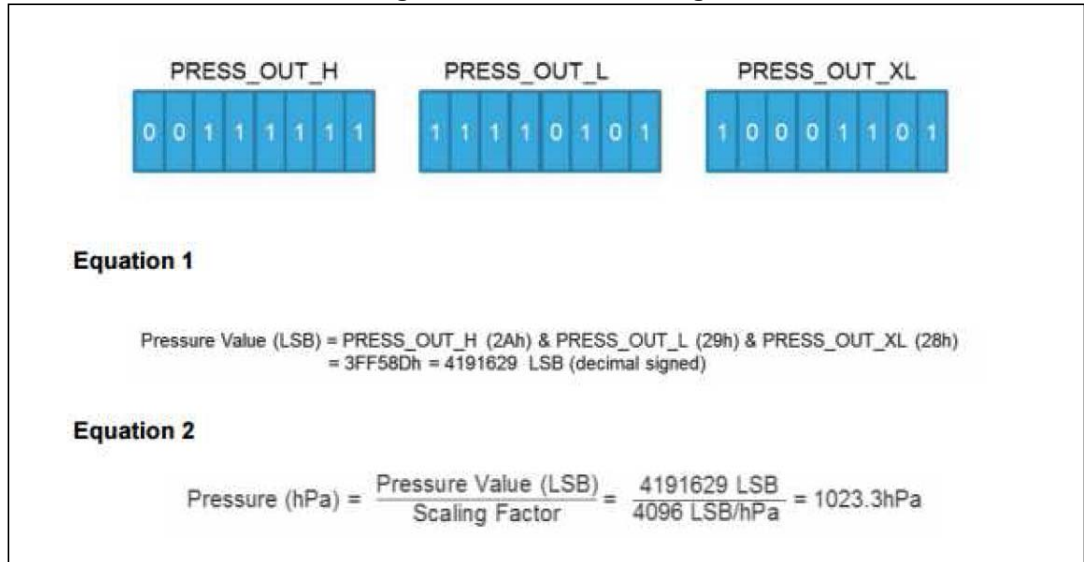 PRESS_OUT_H PRESS_OUT_L PRESS_OUT_XL
0 0 1 1 1 1 1 1 1 1 1 1 0 1 0 1 1 0 0 0 1 1 0 1
Equation 1
Pressure Value (LSB) = PRESS_OUT_H (2Ah) & PRESS_OUT_L (29h) & PRESS_OUT_XL (28h)
= 3FF58Dh = 4191629 LSB (decimal signed)
Equation 2
Pressure (hPa) = Pressure Value (LSB) / Scaling Factor = 4191629 LSB / 4096 LSB/hPa = 1023.3hPa